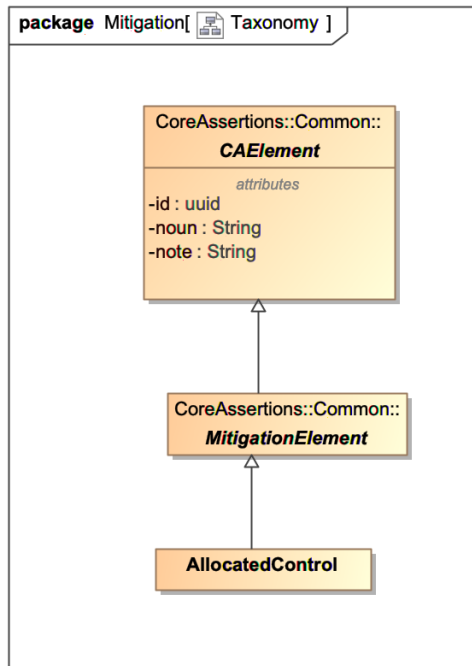 package Mitigation[ Taxonomy ]
CoreAssertions::Common::
CAElement
attributes
-id : uuid
-noun : String
-note : String
CoreAssertions::Common::
MitigationElement
AllocatedControl